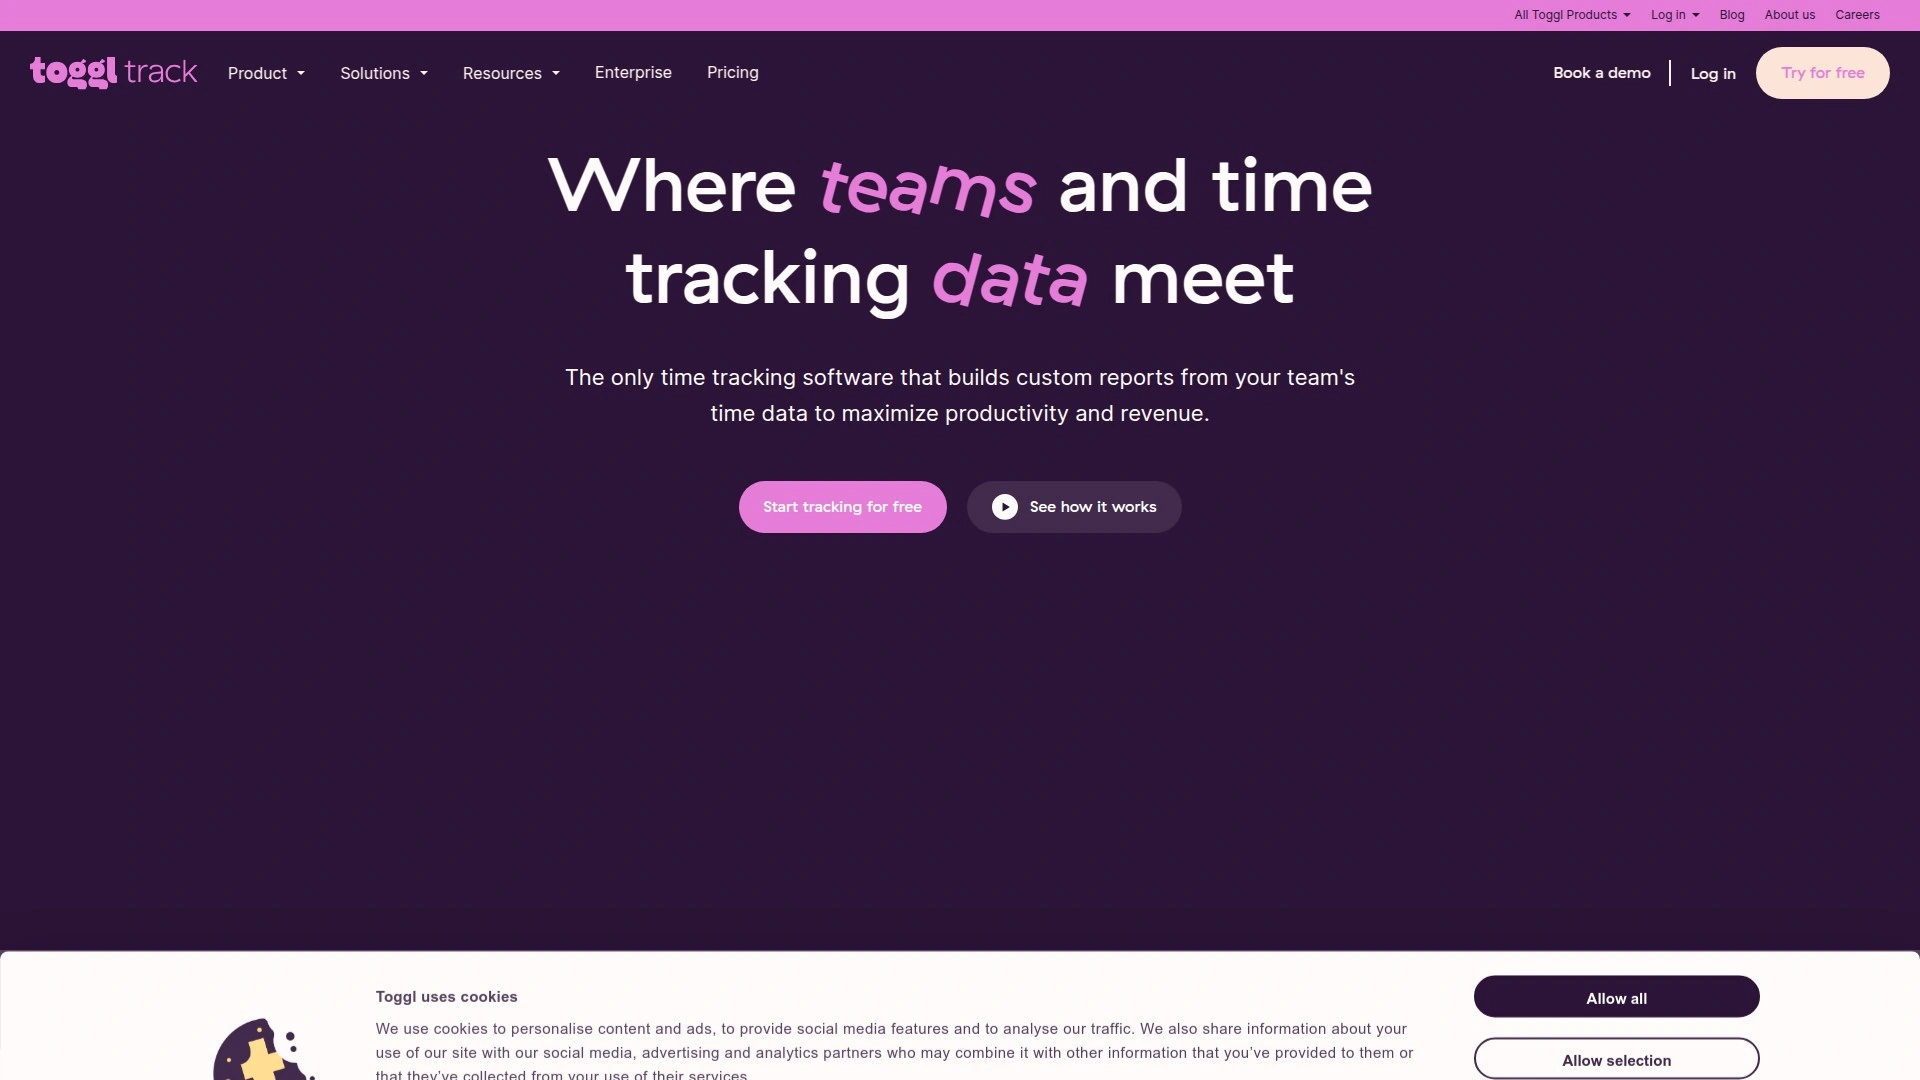 All Toggl Products Log in Blog About us Careers
toggl track Product Solutions Resources Enterprise Pricing Book a demo Log in Try for free
Where teams and time
tracking data meet
The only time tracking software that builds custom reports from your team's
time data to maximize productivity and revenue.
Start tracking for free See how it works
Toggl uses cookies
We use cookies to personalise content and ads, to provide social media features and to analyse our traffic. We also share information about your
use of our site with our social media, advertising and analytics partners who may combine it with other information that you’ve provided to them or
that they’ve collected from your use of their services.
Allow all
Allow selection